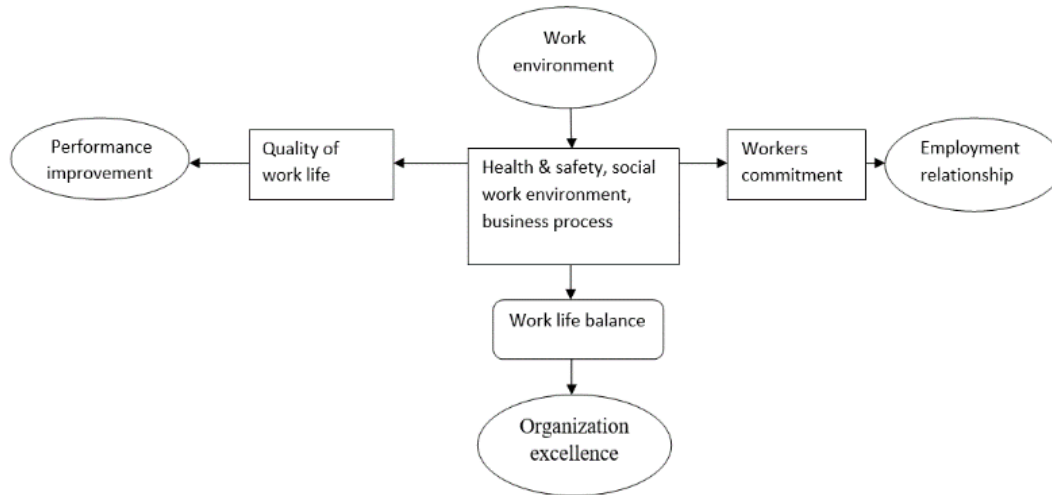 Work
environment
Performance
improvement
Quality of
work life
Health & safety, social
work environment,
business process
Workers
commitment
Employment
relationship
Work life balance
Organization
excellence